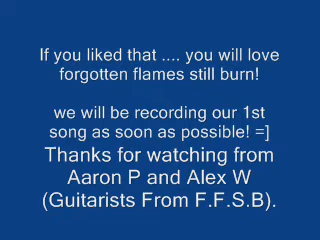 If you liked that .... you will love
forgotten flames still burn!
we will be recording our 1st
song as soon as possible! =]
Thanks for watching from
Aaron P and Alex W
(Guitarists From F.F.S.B).